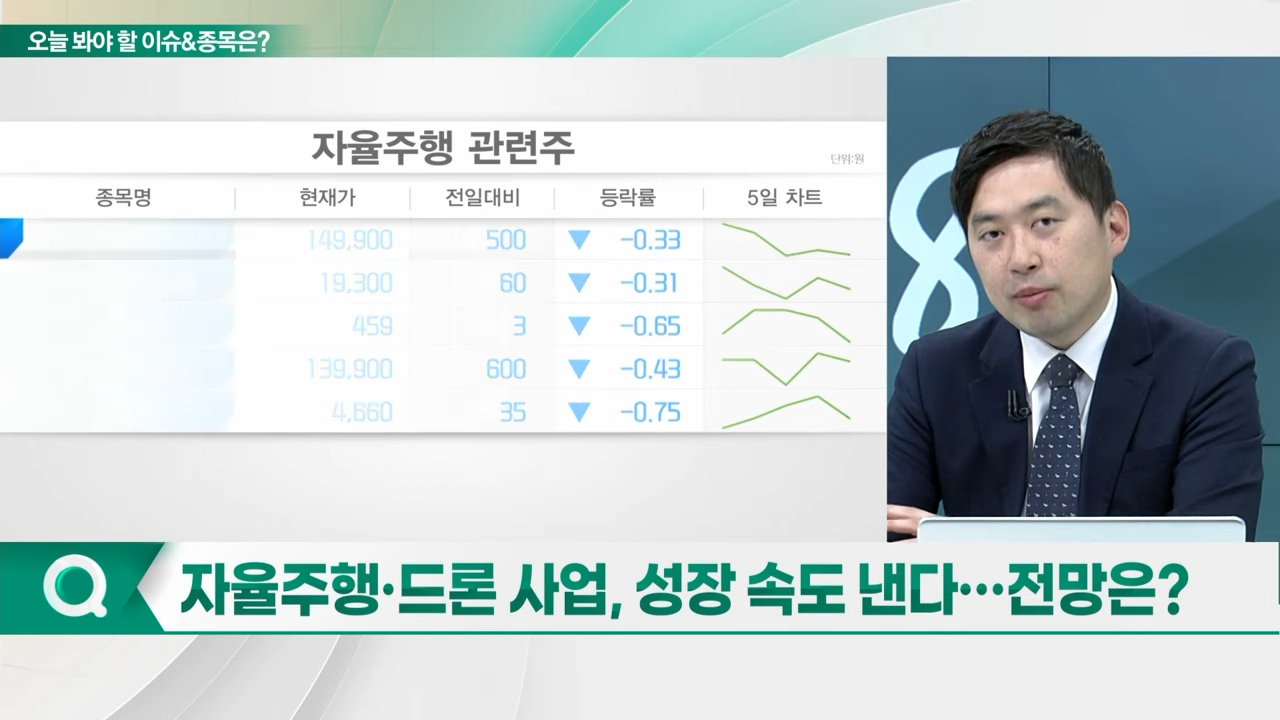 오늘 봐야 할 이슈&종목은?
자율주행 관련주
단위:원
종목명 현재가 전일대비 등락률 5일 차트
149,900 500 ▼ -0.33
19,300 60 ▼ -0.31
459 3 ▼ -0.65
139,900 600 ▼ -0.43
4,660 35 ▼ -0.75
8
자율주행·드론 사업, 성장 속도 낸다…전망은?